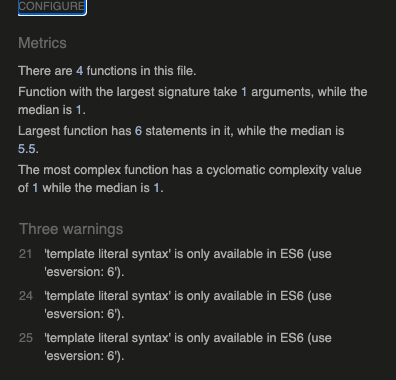 CONFIGURE
Metrics
There are 4 functions in this file.
Function with the largest signature take 1 arguments, while the
median is 1.
Largest function has 6 statements in it, while the median is
5.5.
The most complex function has a cyclomatic complexity value
of 1 while the median is 1.
Three warnings
21 'template literal syntax' is only available in ES6 (use
'esversion: 6').
24 'template literal syntax' is only available in ES6 (use
'esversion: 6').
25 'template literal syntax' is only available in ES6 (use
'esversion: 6').